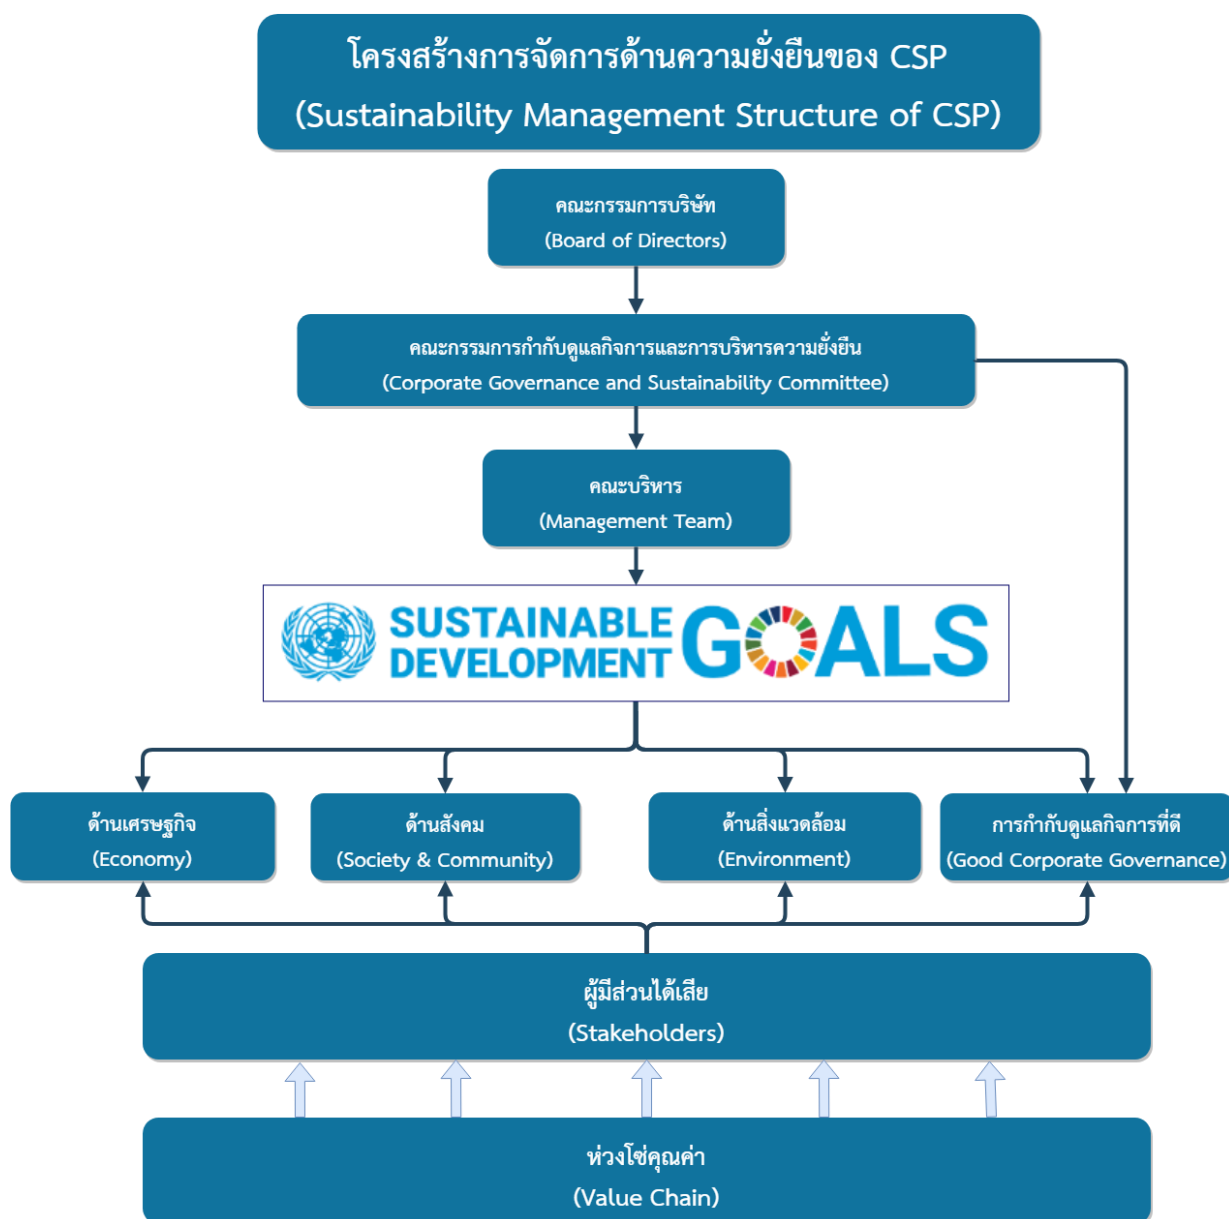 โครงสร้างการจัดการด้านความยั่งยืนของ CSP
(Sustainability Management Structure of CSP)
คณะกรรมการบริษัท
(Board of Directors)
คณะกรรมการกำกับดูแลกิจการและการบริหารความยั่งยืน
(Corporate Governance and Sustainability Committee)
คณะบริหาร
(Management Team)
SUSTAINABLE
DEVELOPMENT
GOALS
ด้านเศรษฐกิจ
(Economy)
ด้านสังคม
(Society & Community)
ด้านสิ่งแวดล้อม
(Environment)
การกำกับดูแลกิจการที่ดี
(Good Corporate Governance)
ผู้มีส่วนได้เสีย
(Stakeholders)
ห่วงโซ่คุณค่า
(Value Chain)